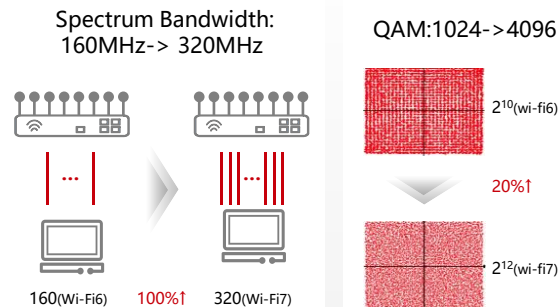 Spectrum Bandwidth:
160MHz-> 320MHz
...
...
160(Wi-Fi6) 100%↑ 320(Wi-Fi7)
QAM:1024->4096
2¹⁰(wi-fi6)
20%↑
2¹²(wi-fi7)